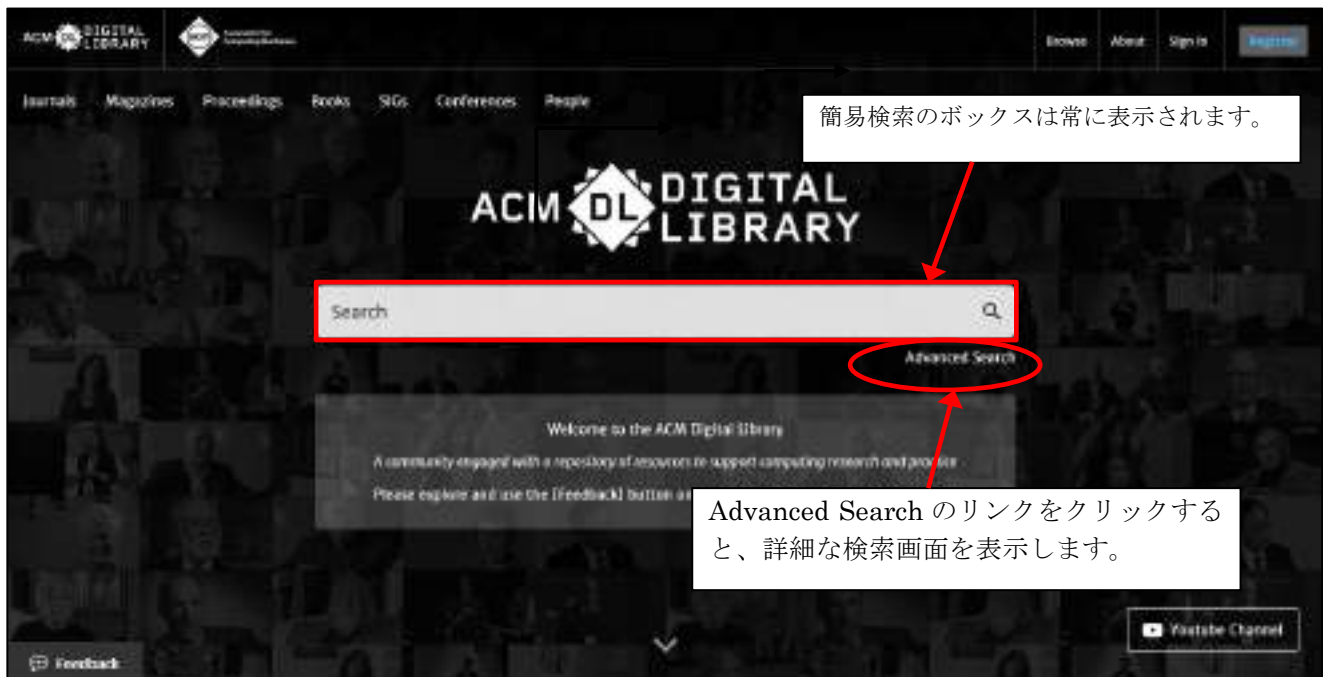 ACM DL DIGITAL LIBRARY
Browse About Sign in Register
Journals Magazines Proceedings Books SIGs Conferences People
簡易検索のボックスは常に表示されます。
ACM DL DIGITAL
LIBRARY
Search
Advanced Search
Welcome to the ACM Digital Library
A community engaged with a repository of resources to support computing research and practice
Please explore and use the [Feedback] button
Advanced Search のリンクをクリックする
と、詳細な検索画面を表示します。
Youtube Channel
Feedback